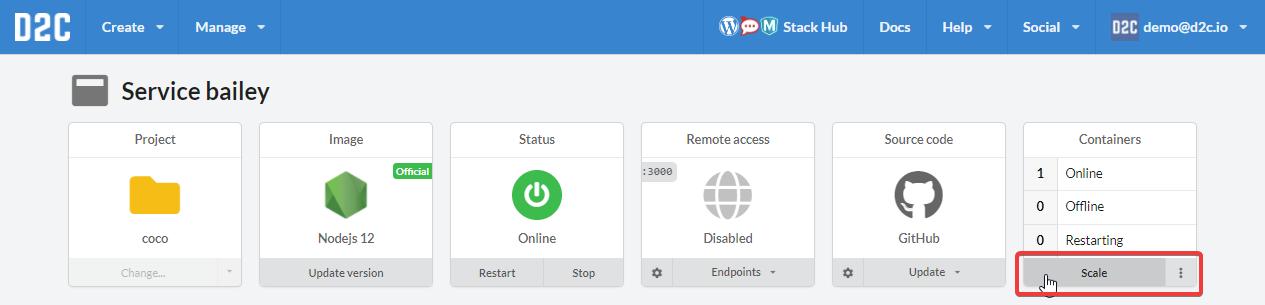 D2C Create Manage Stack Hub Docs Help Social D2C demo@d2c.io
Service bailey
Project
coco
Change...
Image
Official
Nodejs 12
Update version
Status
Online
Restart Stop
Remote access
:3000
Disabled
Endpoints
Source code
GitHub
Update
Containers
1 Online
0 Offline
0 Restarting
Scale